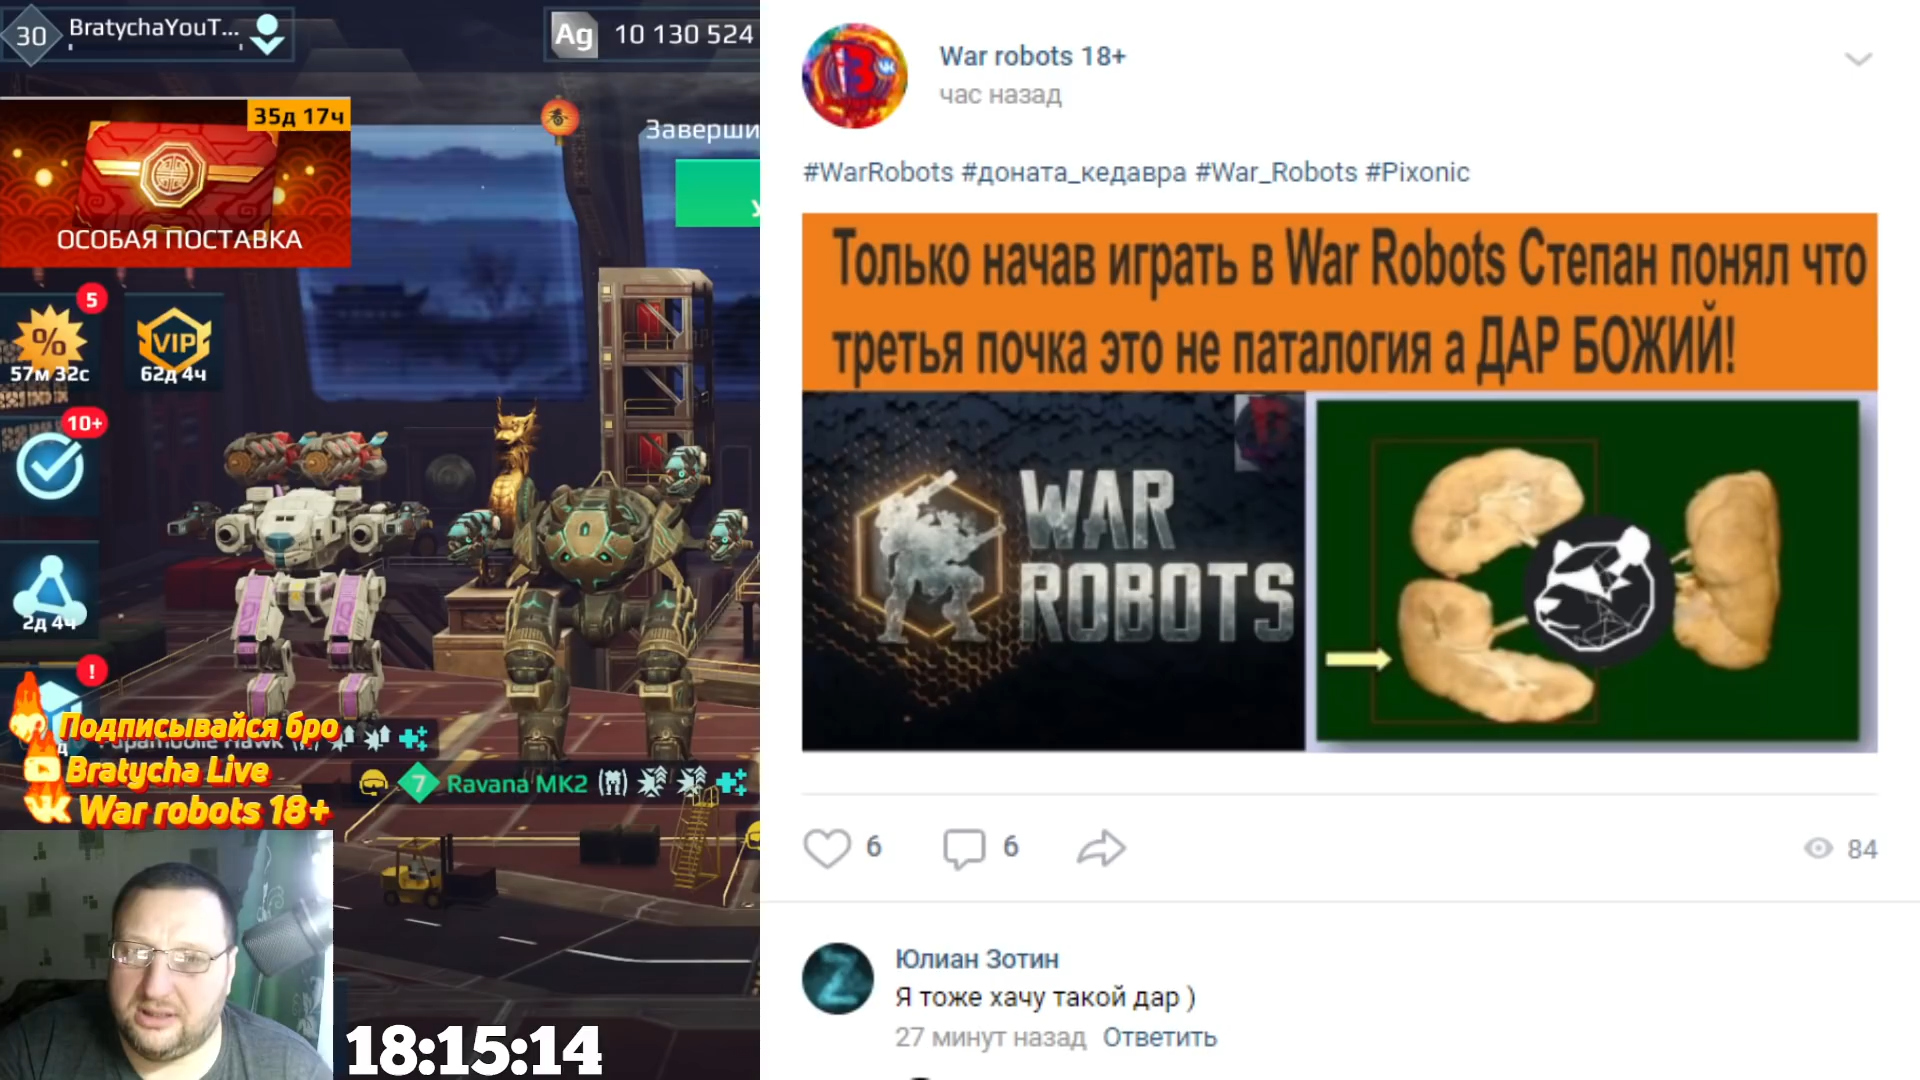 30
BratychaYouT...
Ag 10 130 524
35д 17ч
ОСОБАЯ ПОСТАВКА
Заверши
5
%
57м 32с
VIP
62д 4ч
10+
2д 4ч
!
Подписывайся бро
Bratycha Live
War robots 18+
7 Ravana MK2
18:15:14
War robots 18+
час назад
#WarRobots #доната_кедавра #War_Robots #Pixonic
Только начав играть в War Robots Степан понял что
третья почка это не паталогия а ДАР БОЖИЙ!
WAR
ROBOTS
6
6
84
Юлиан Зотин
Я тоже хачу такой дар )
27 минут назад Ответить